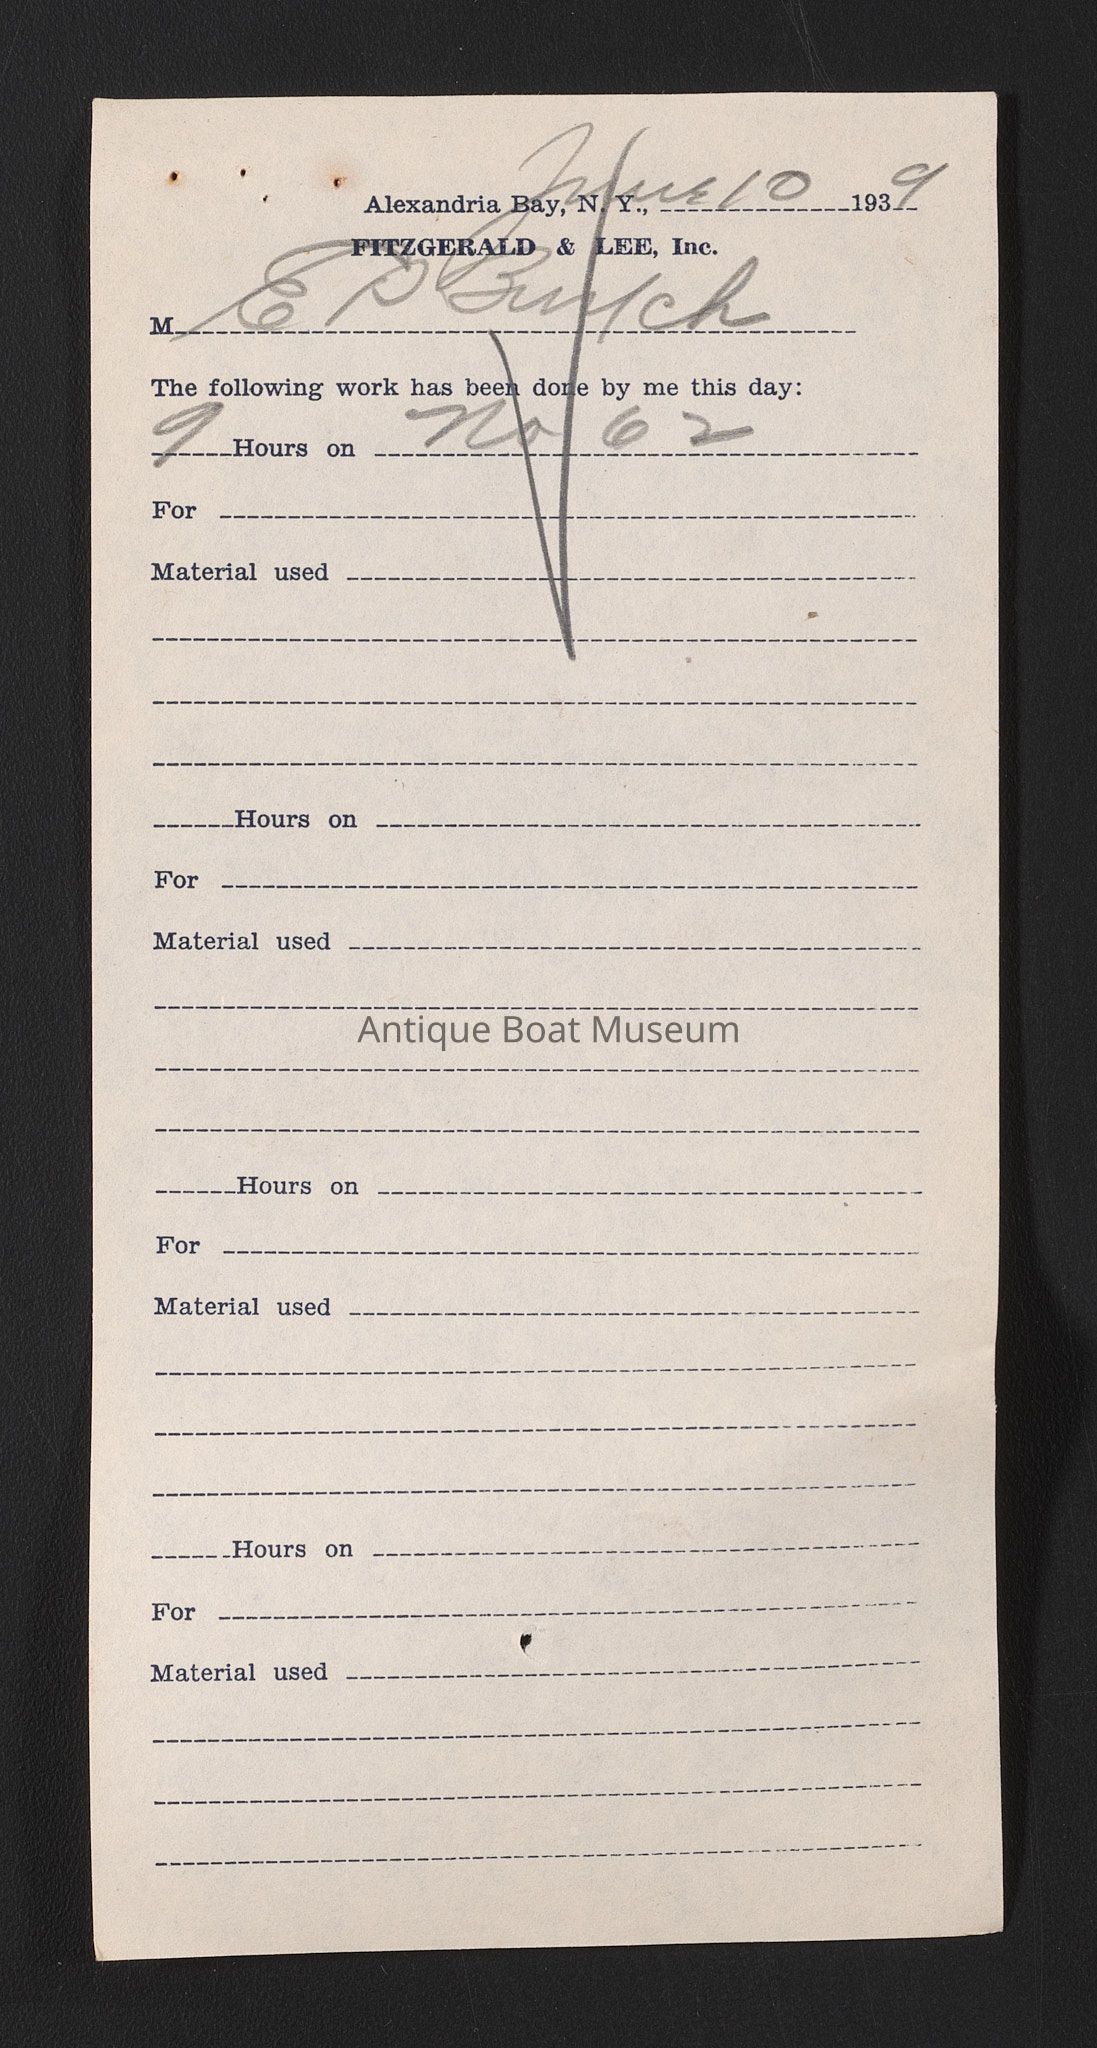 Alexandria Bay, N. Y., June 10 1939
FITZGERALD & LEE, Inc.
M E D
The following work has been done by me this day:
9 Hours on No 62
For
Material used
Hours on
For
Material used
Antique Boat Museum
Hours on
For
Material used
Hours on
For
Material used